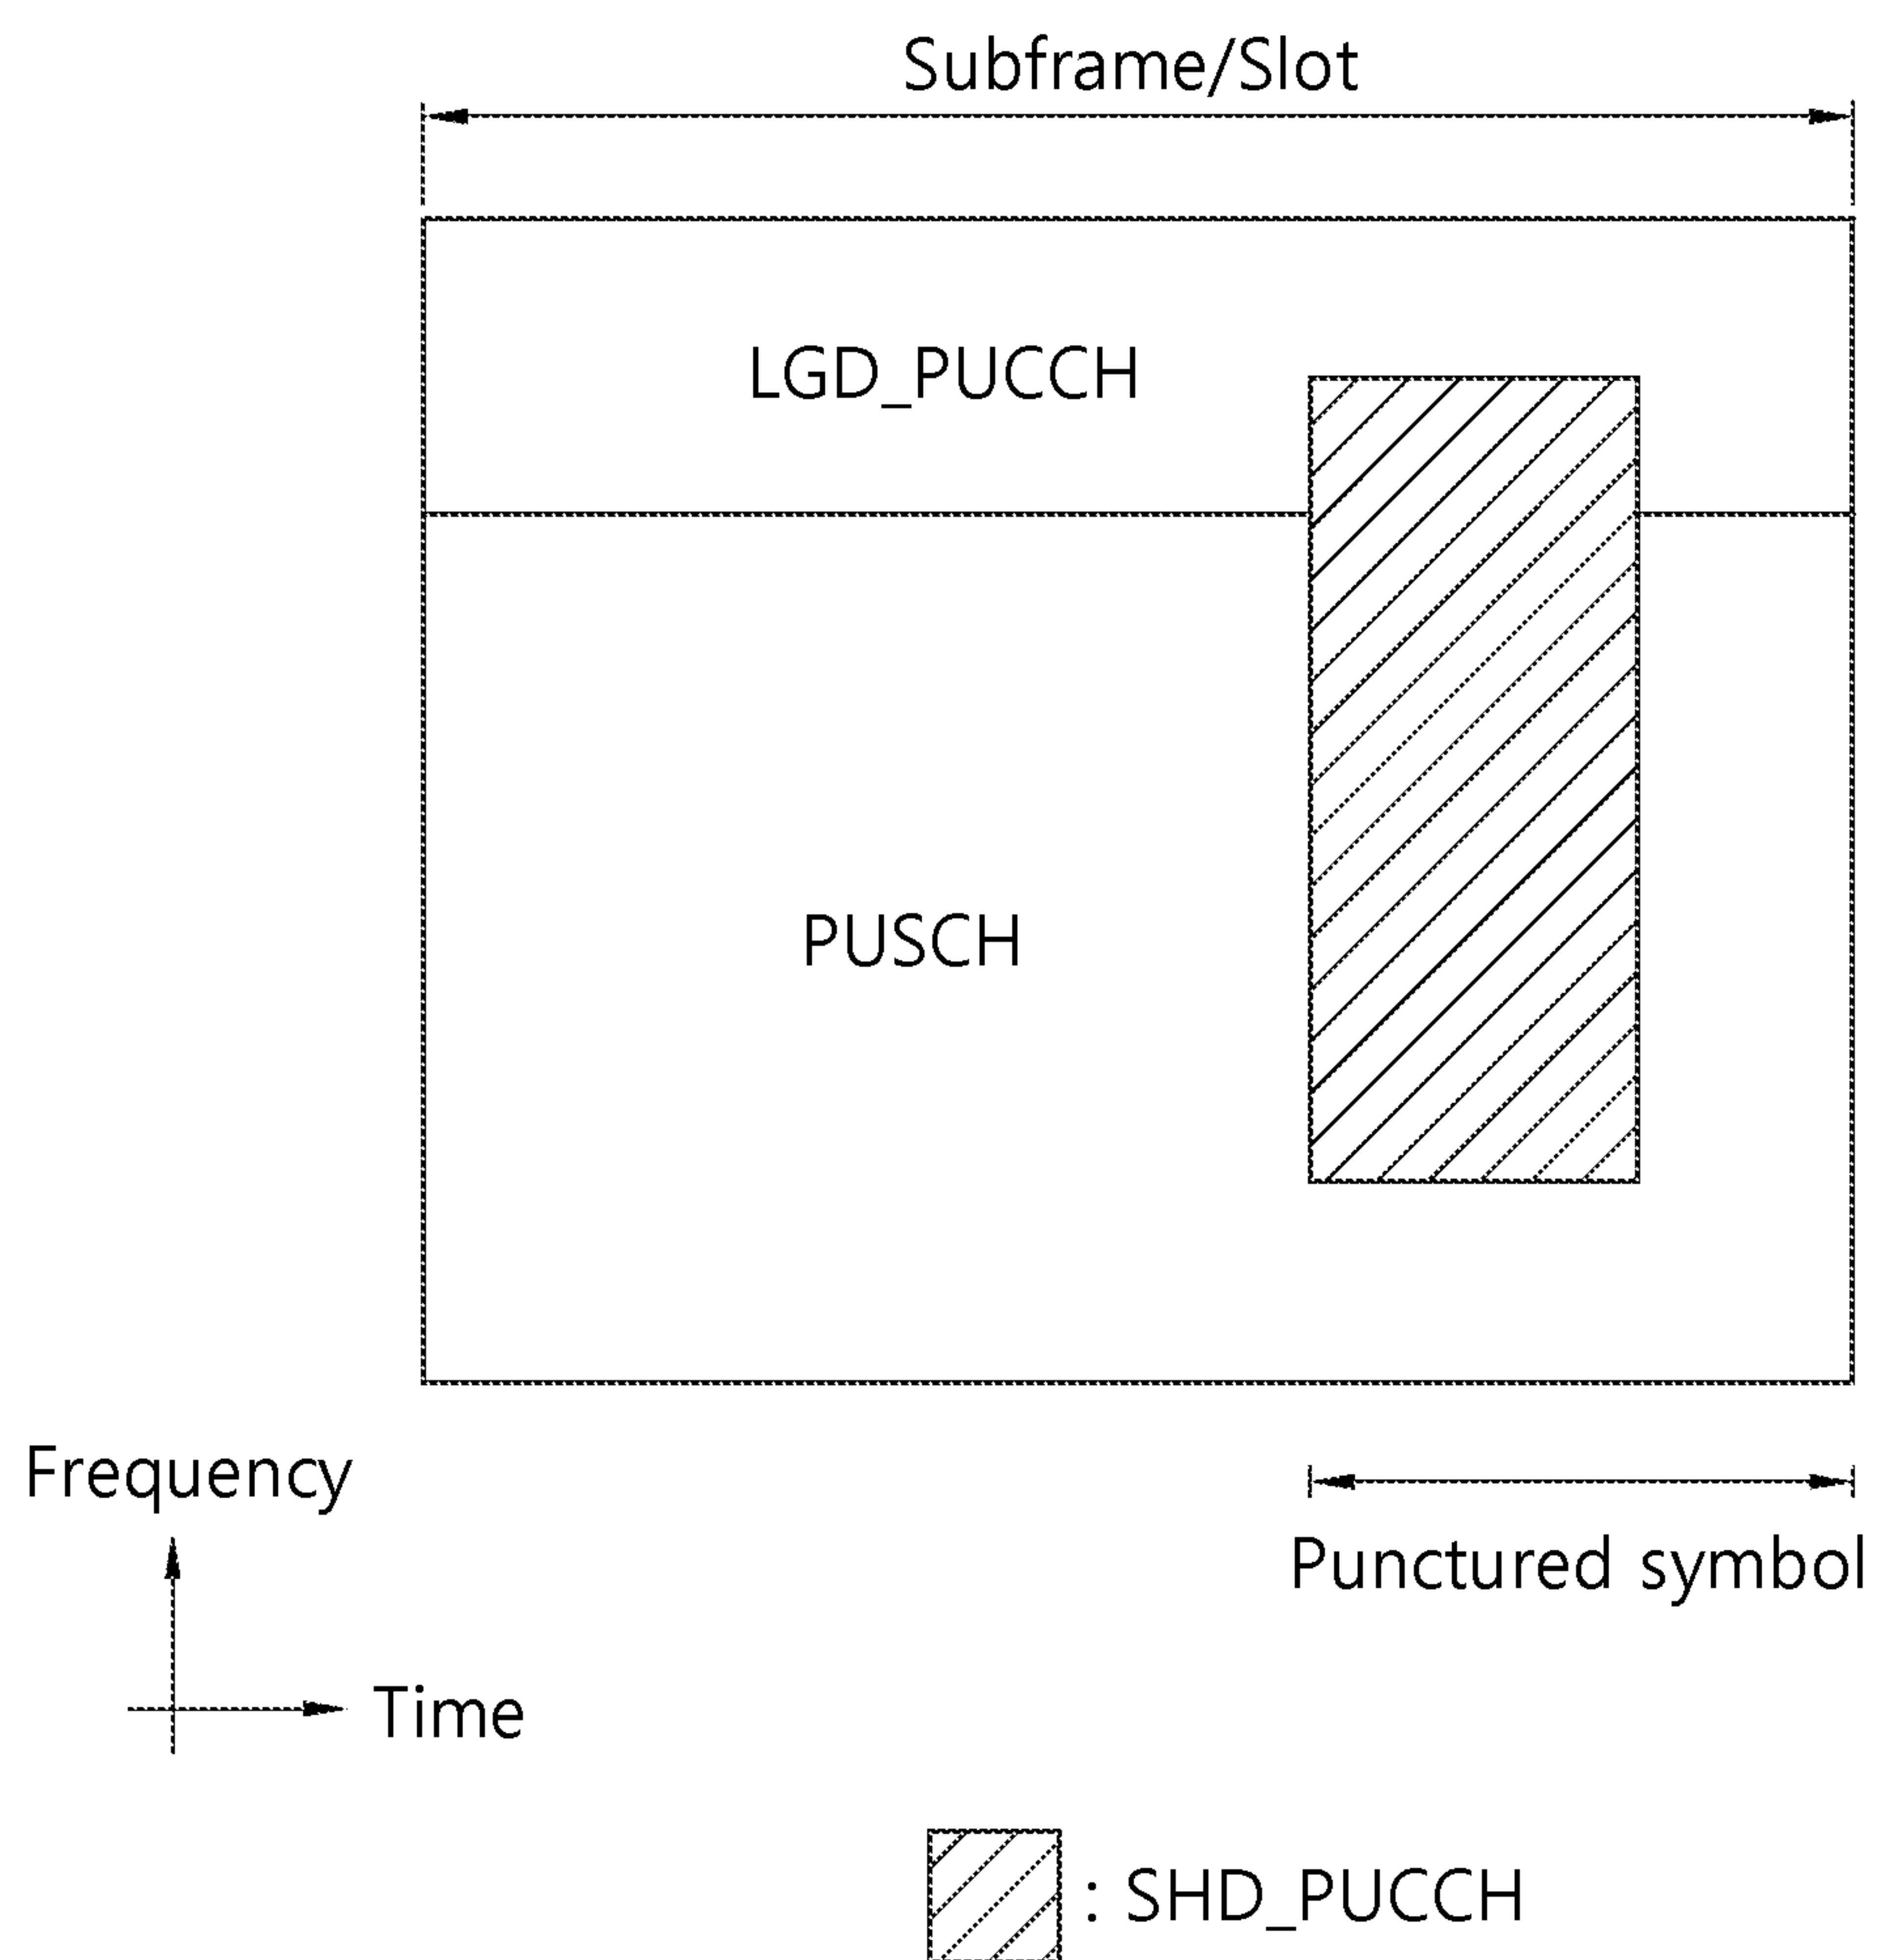 Subframe/Slot
LGD_PUCCH
PUSCH
Frequency
Punctured symbol
Time
: SHD_PUCCH